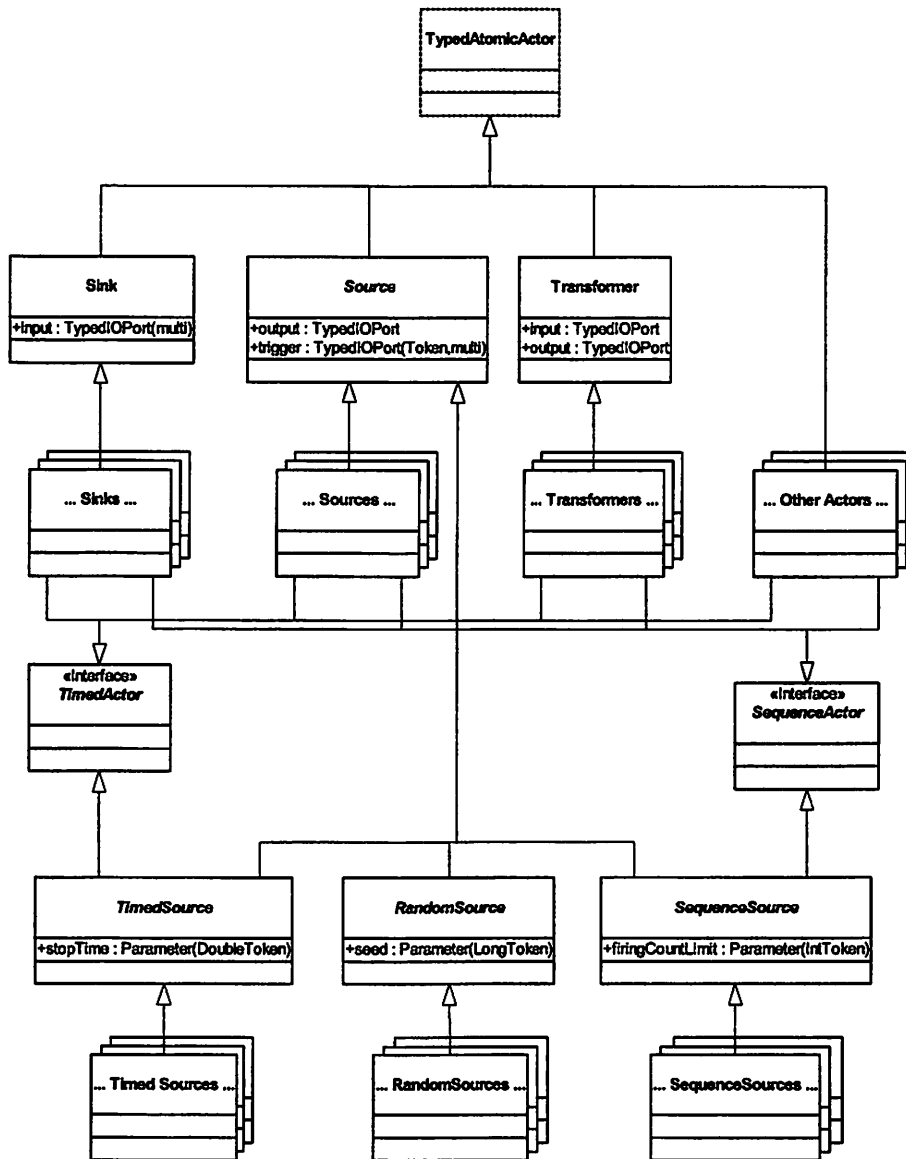 TypedAtomicActor
Sink
+input : TypedIOPort(multi)
Source
+output : TypedIOPort
+trigger : TypedIOPort(Token,multi)
Transformer
+input : TypedIOPort
+output : TypedIOPort
... Sinks ...
... Sources ...
... Transformers ...
... Other Actors ...
«Interface»
TimedActor
«Interface»
SequenceActor
TimedSource
+stopTime : Parameter(DoubleToken)
RandomSource
+seed : Parameter(LongToken)
SequenceSource
+firingCountLimit : Parameter(IntToken)
... Timed Sources ...
... RandomSources ...
... SequenceSources ...